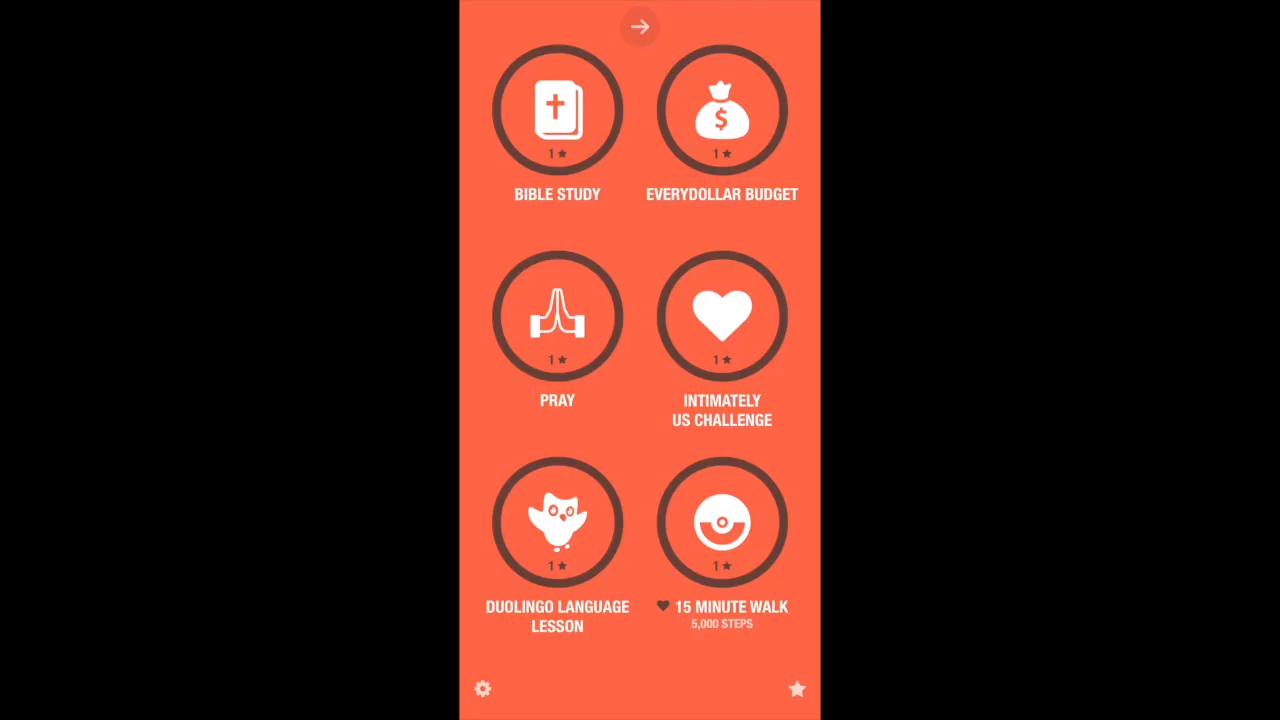 1★
1★
BIBLE STUDY
EVERYDOLLAR BUDGET
1★
1★
PRAY
INTIMATELY
US CHALLENGE
1★
1★
DUOLINGO LANGUAGE
LESSON
15 MINUTE WALK
5,000 STEPS